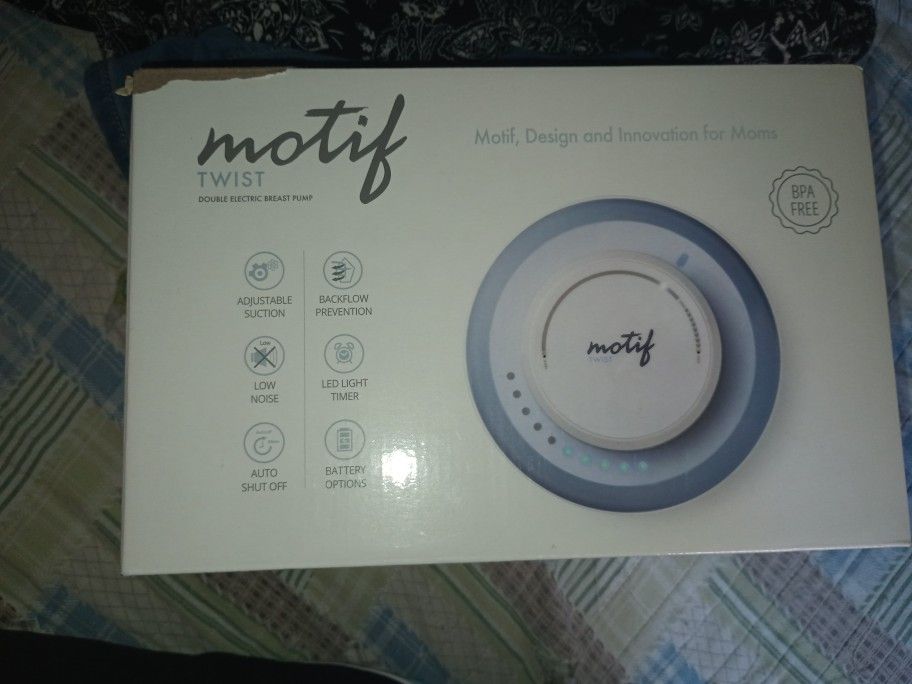 motif
TWIST
DOUBLE ELECTRIC BREAST PUMP
Motif, Design and Innovation for Moms
BPA
FREE
ADJUSTABLE
SUCTION
BACKFLOW
PREVENTION
Low
LOW
NOISE
LED LIGHT
TIMER
AUTO
SHUT OFF
BATTERY
OPTIONS
motif
TWIST